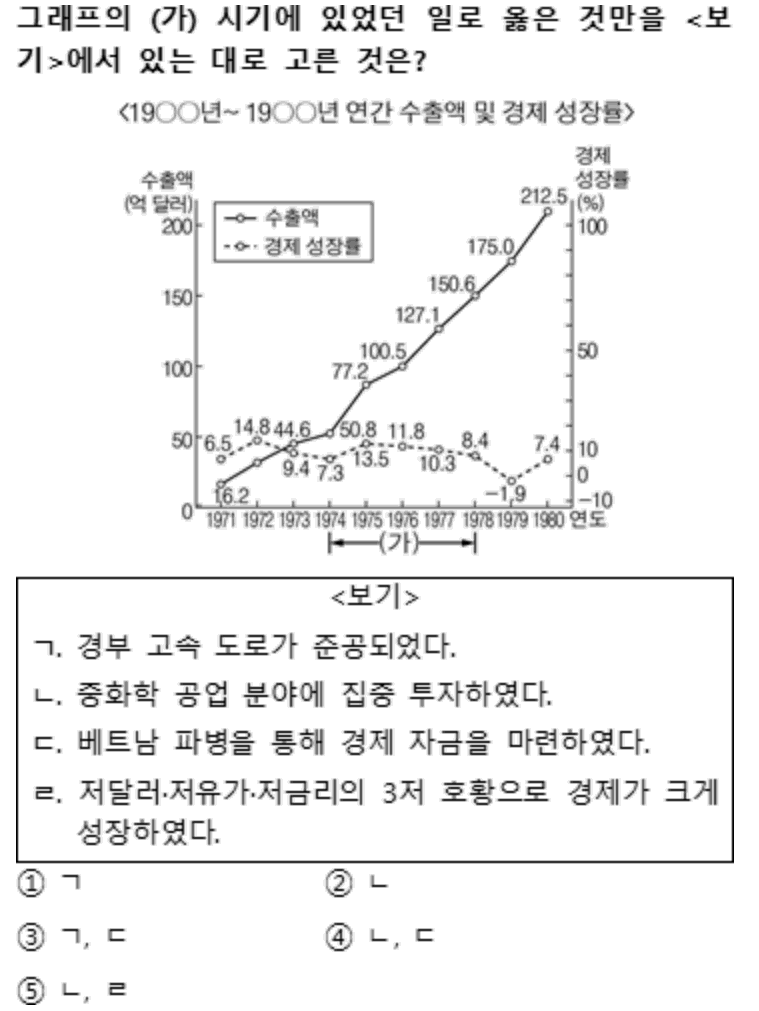 그래프의 (가) 시기에 있었던 일로 옳은 것만을 <보
기>에서 있는 대로 고른 것은?
<19○○년~ 19○○년 연간 수출액 및 경제 성장률>
수출액
(억 달러)
경제
성장률
(%)
수출액
경제 성장률
200
150
100
50
0
100
50
10
0
-10
16.2
44.6
50.8
77.2
100.5
127.1
150.6
175.0
212.5
6.5
14.8
9.4
7.3
13.5
11.8
10.3
8.4
-1.9
7.4
1971 1972 1973 1974 1975 1976 1977 1978 1979 1980 연도
(가)
<보기>
ㄱ. 경부 고속 도로가 준공되었다.
ㄴ. 중화학 공업 분야에 집중 투자하였다.
ㄷ. 베트남 파병을 통해 경제 자금을 마련하였다.
ㄹ. 저달러·저유가·저금리의 3저 호황으로 경제가 크게
성장하였다.
① ㄱ ② ㄴ
③ ㄱ, ㄷ ④ ㄴ, ㄷ
⑤ ㄴ, ㄹ